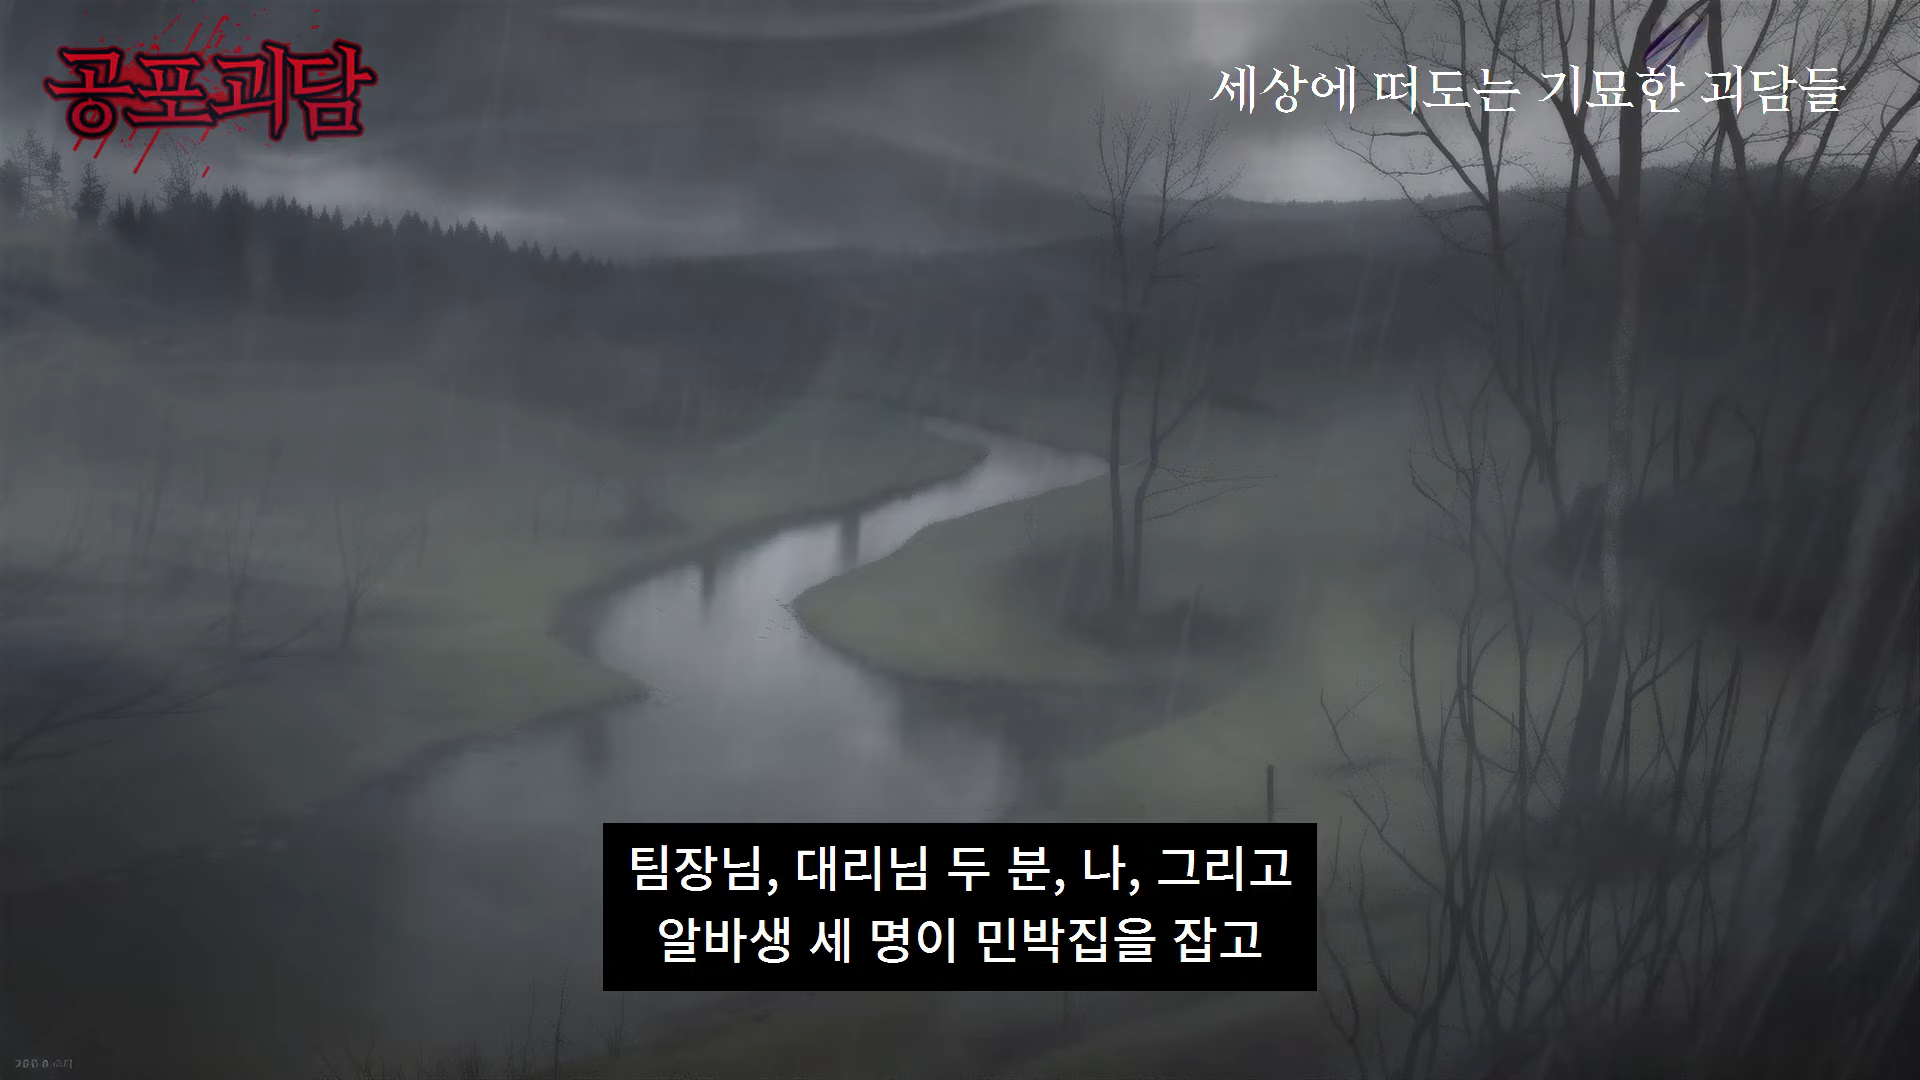 공포괴담
세상에 떠도는 기묘한 괴담들
팀장님, 대리님 두 분, 나, 그리고
알바생 세 명이 민박집을 잡고